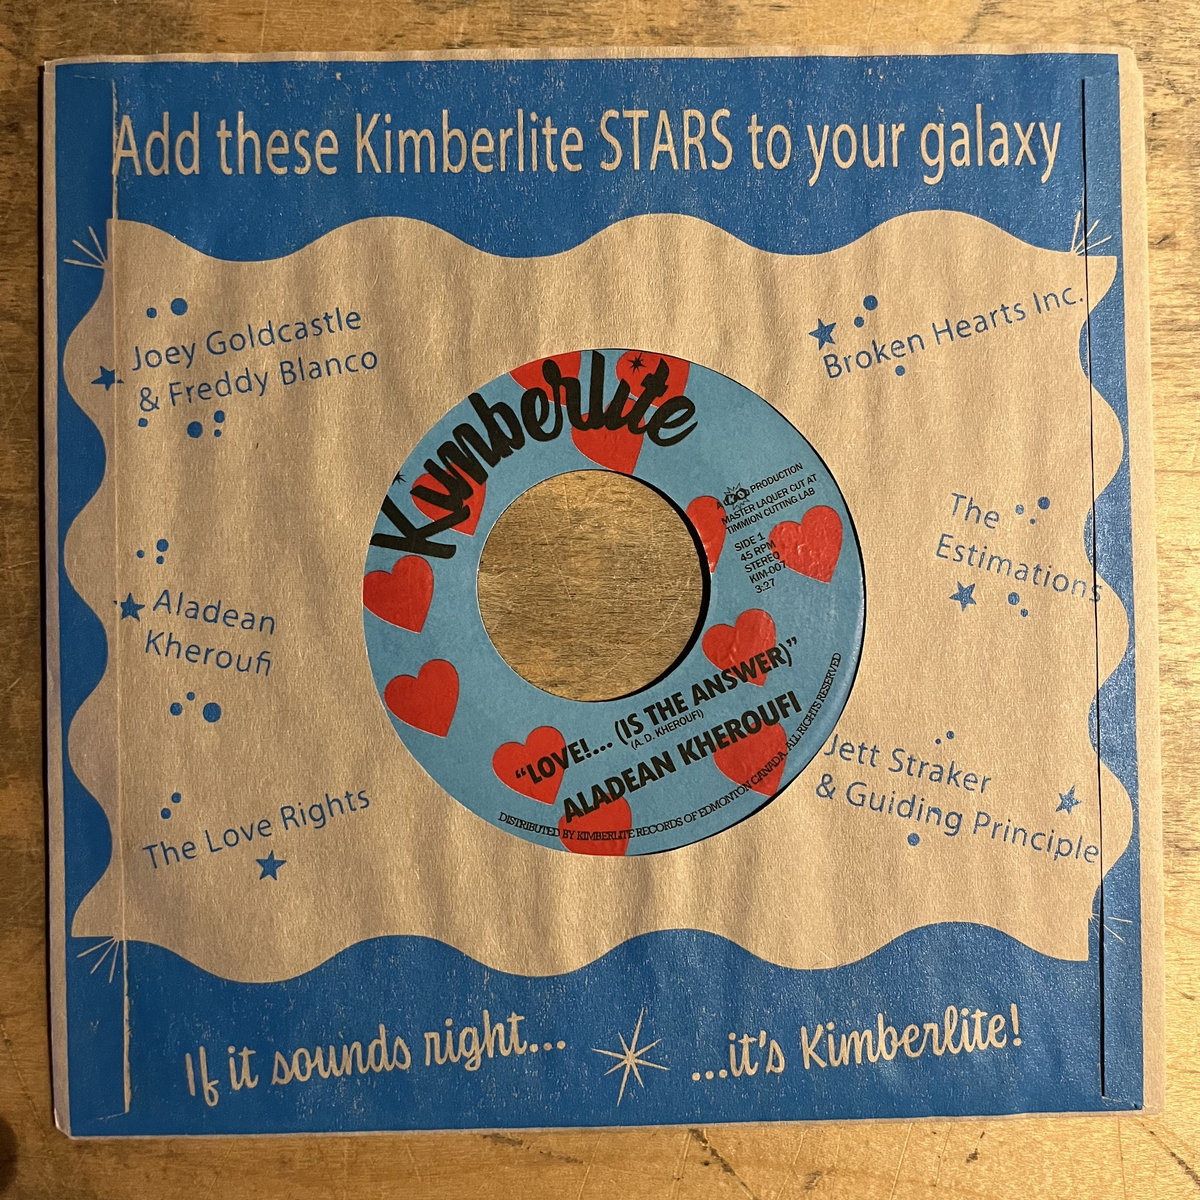 Add these Kimberlite STARS to your galaxy
Joey Goldcastle
& Freddy Blanco
Broken Hearts Inc.
Kimberlite
A KO PRODUCTION
MASTER LAQUER CUT AT
TIMMION CUTTING LAB
SIDE 1
45 RPM
STEREO
KIM-007
3:27
The
Estimations
Aladean
Kheroufi
"LOVE!... (IS THE ANSWER)"
(A. D. KHEROUFI)
ALADEAN KHEROUFI
DISTRIBUTED BY KIMBERLITE RECORDS OF EDMONTON CANADA. ALL RIGHTS RESERVED
The Love Rights
Jett Straker
& Guiding Principle
If it sounds right...
...it's Kimberlite!